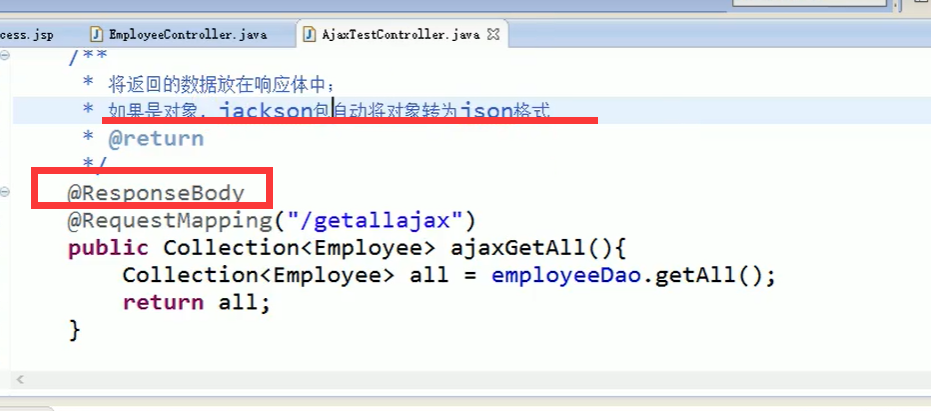 cess.jsp EmployeeController.java AjaxTestController.java
/**
* 将返回的数据放在响应体中；
* 如果是对象，jackson包自动将对象转为json格式
* @return
*/
@ResponseBody
@RequestMapping("/getallajax")
public Collection<Employee> ajaxGetAll(){
Collection<Employee> all = employeeDao.getAll();
return all;
}